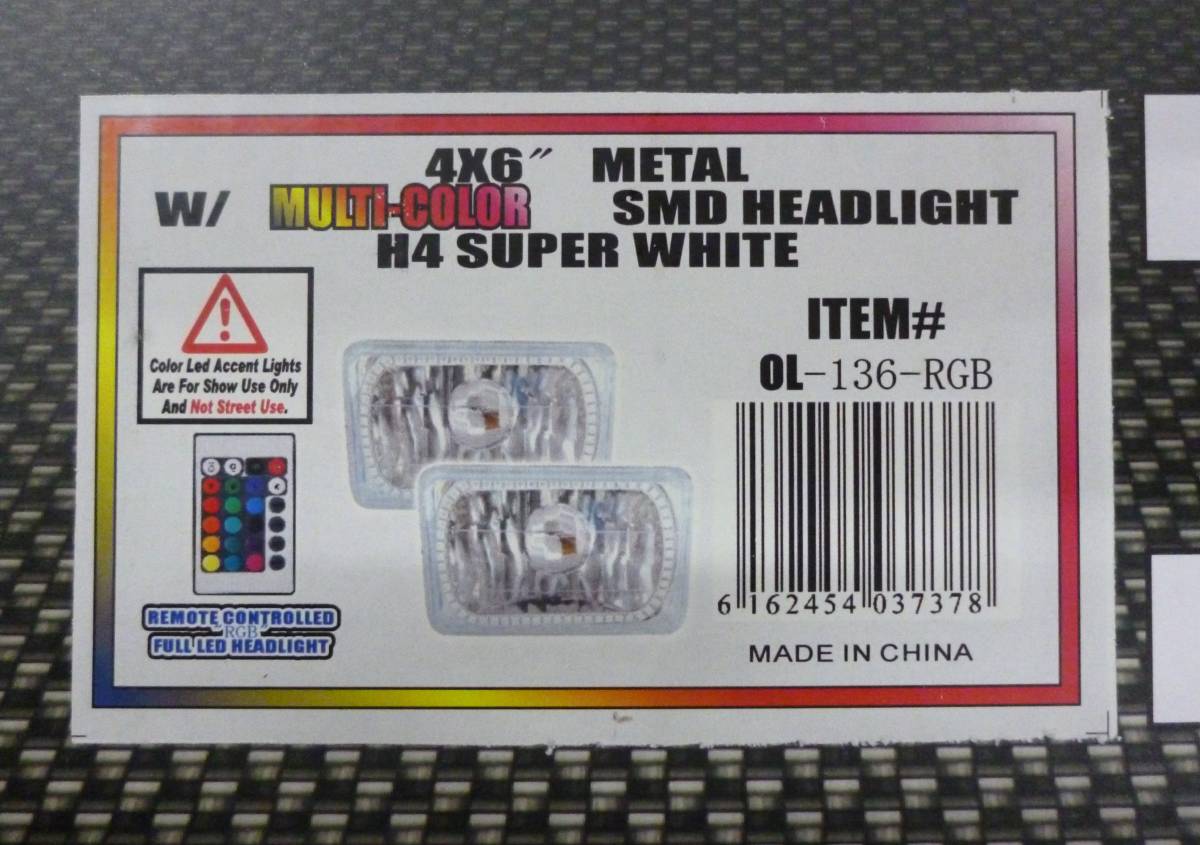 4X6″ METAL
W/ MULTI-COLOR SMD HEADLIGHT
H4 SUPER WHITE
!
Color Led Accent Lights
Are For Show Use Only
And Not Street Use.
REMOTE CONTROLLED
"RGB"
FULL LED HEADLIGHT
ITEM#
OL-136-RGB
6 162454 037378
MADE IN CHINA